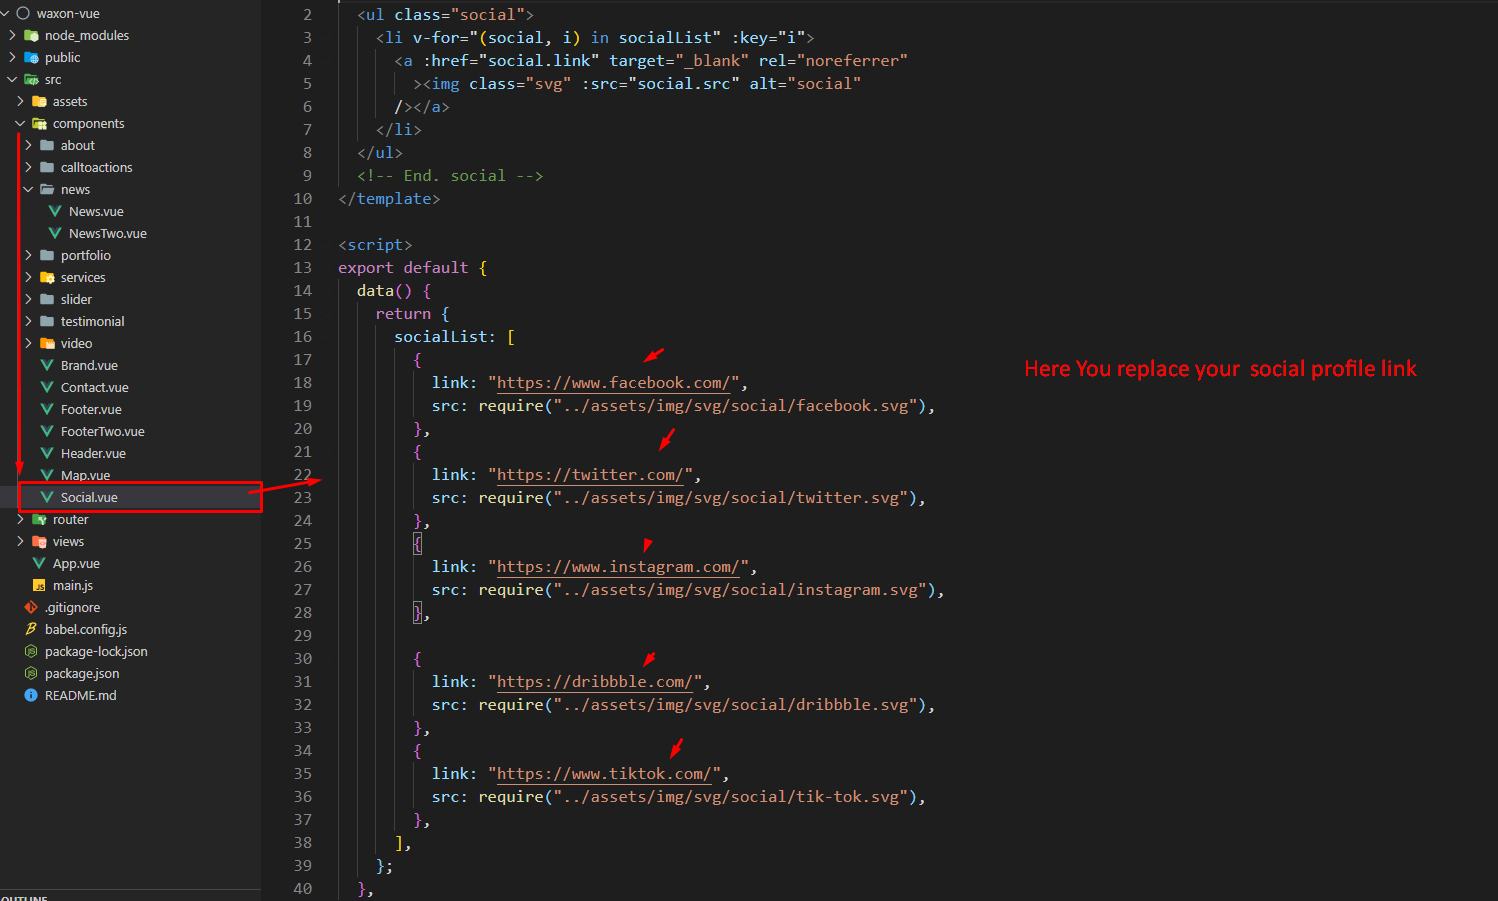 waxon-vue
node_modules
public
src
assets
components
about
calltoactions
news
News.vue
NewsTwo.vue
portfolio
services
slider
testimonial
video
Brand.vue
Contact.vue
Footer.vue
FooterTwo.vue
Header.vue
Map.vue
Social.vue
router
views
App.vue
JS main.js
.gitignore
babel.config.js
package-lock.json
package.json
README.md
OUTLINE
2 <ul class="social">
3 <li v-for="(social, i) in socialList" :key="i">
4 <a :href="social.link" target="_blank" rel="noreferrer"
5 ><img class="svg" :src="social.src" alt="social"
6 /></a>
7 </li>
8 </ul>
9 <!-- End. social -->
10 </template>
11
12 <script>
13 export default {
14 data() {
15 return {
16 socialList: [
17 {
18 link: "https://www.facebook.com/",
19 src: require("../assets/img/svg/social/facebook.svg"),
20 },
21 {
22 link: "https://twitter.com/",
23 src: require("../assets/img/svg/social/twitter.svg"),
24 },
25 {
26 link: "https://www.instagram.com/",
27 src: require("../assets/img/svg/social/instagram.svg"),
28 },
29
30 {
31 link: "https://dribbble.com/",
32 src: require("../assets/img/svg/social/dribbble.svg"),
33 },
34 {
35 link: "https://www.tiktok.com/",
36 src: require("../assets/img/svg/social/tik-tok.svg"),
37 },
38 ],
39 };
40 },
Here You replace your social profile link